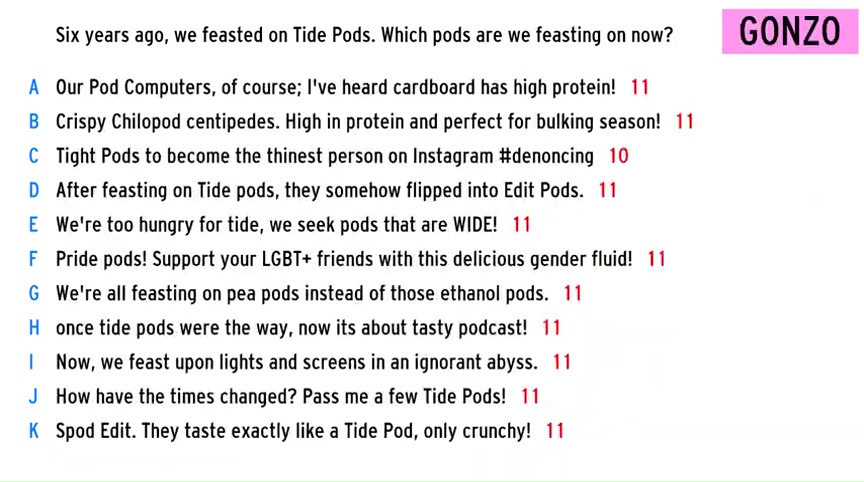 Six years ago, we feasted on Tide Pods. Which pods are we feasting on now?
GONZO
A Our Pod Computers, of course; I've heard cardboard has high protein! 11
B Crispy Chilopod centipedes. High in protein and perfect for bulking season! 11
C Tight Pods to become the thinest person on Instagram #denoncing 10
D After feasting on Tide pods, they somehow flipped into Edit Pods. 11
E We're too hungry for tide, we seek pods that are WIDE! 11
F Pride pods! Support your LGBT+ friends with this delicious gender fluid! 11
G We're all feasting on pea pods instead of those ethanol pods. 11
H once tide pods were the way, now its about tasty podcast! 11
I Now, we feast upon lights and screens in an ignorant abyss. 11
J How have the times changed? Pass me a few Tide Pods! 11
K Spod Edit. They taste exactly like a Tide Pod, only crunchy! 11